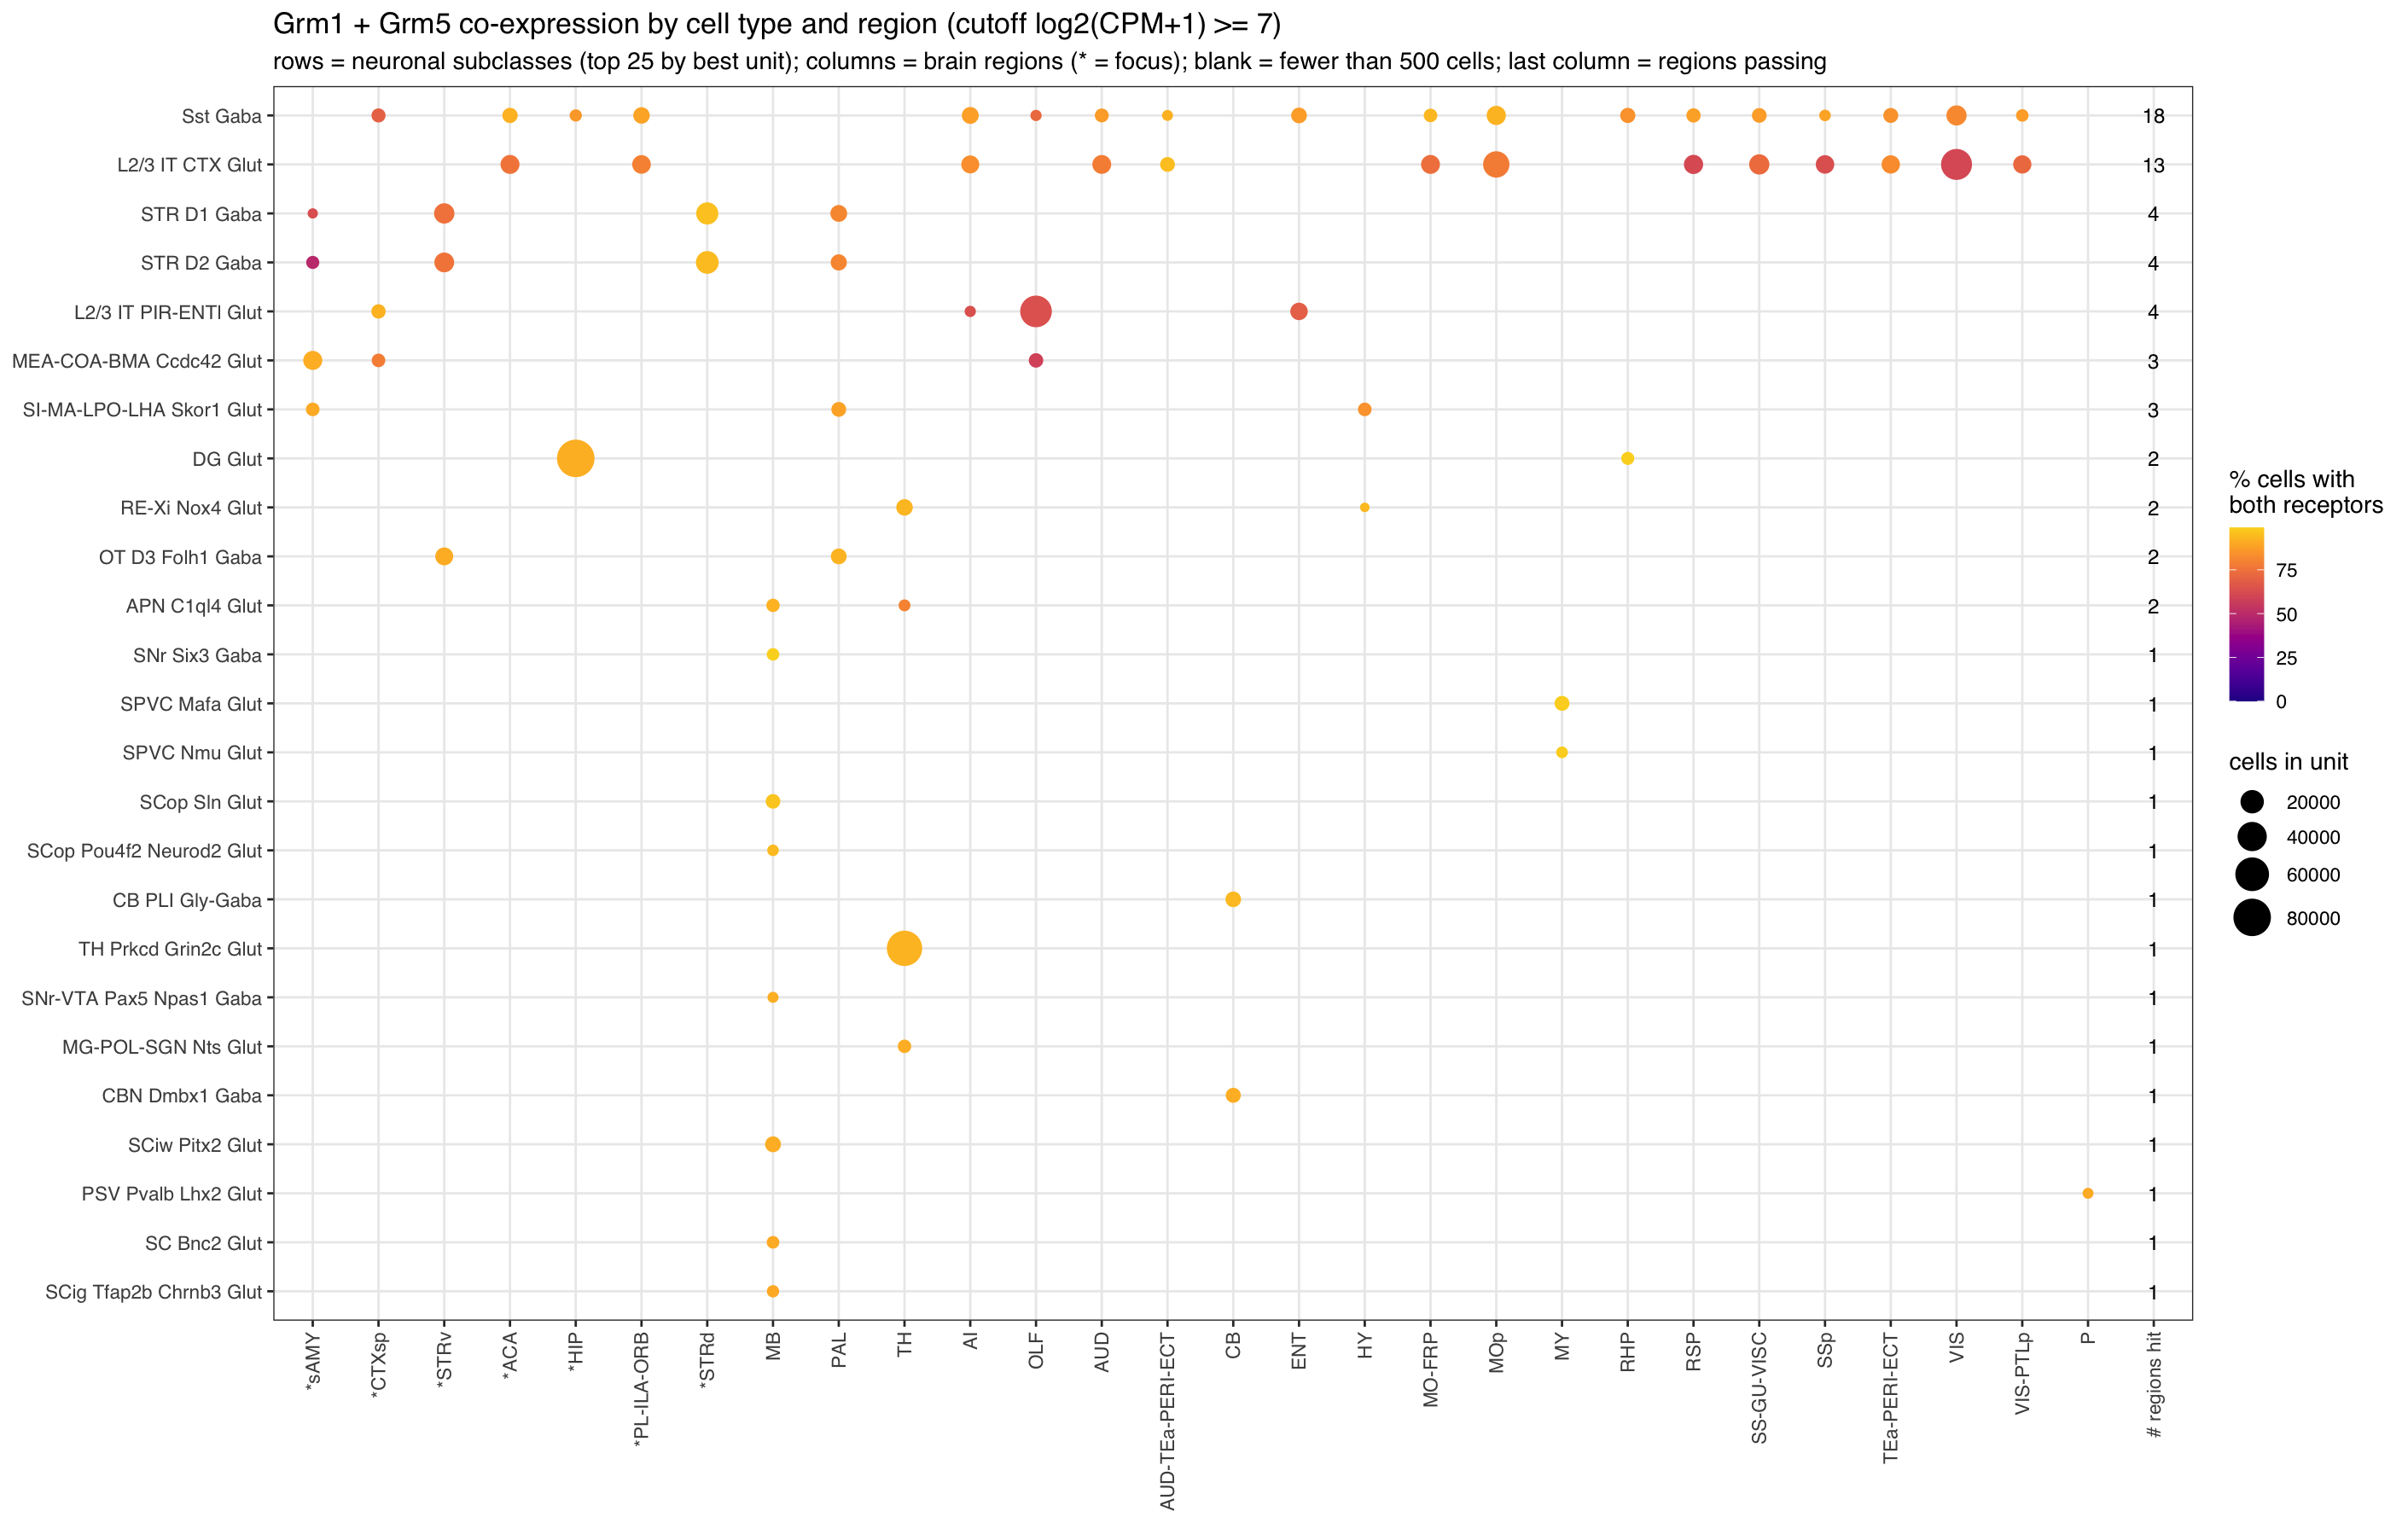 Grm1 + Grm5 co-expression by cell type and region (cutoff log2(CPM+1) >= 7)
rows = neuronal subclasses (top 25 by best unit); columns = brain regions (* = focus); blank = fewer than 500 cells; last column = regions passing
Sst Gaba 18
L2/3 IT CTX Glut 13
STR D1 Gaba 4
STR D2 Gaba 4
L2/3 IT PIR-ENTl Glut 4
MEA-COA-BMA Ccdc42 Glut 3
SI-MA-LPO-LHA Skor1 Glut 3
DG Glut 2
RE-Xi Nox4 Glut 2
OT D3 Folh1 Gaba 2
APN C1ql4 Glut 2
SNr Six3 Gaba 1
SPVC Mafa Glut 1
SPVC Nmu Glut 1
SCop Sln Glut 1
SCop Pou4f2 Neurod2 Glut 1
CB PLI Gly-Gaba 1
TH Prkcd Grin2c Glut 1
SNr-VTA Pax5 Npas1 Gaba 1
MG-POL-SGN Nts Glut 1
CBN Dmbx1 Gaba 1
SCiw Pitx2 Glut 1
PSV Pvalb Lhx2 Glut 1
SC Bnc2 Glut 1
SCig Tfap2b Chrnb3 Glut 1
*sAMY
*CTXsp
*STRv
*ACA
*HIP
*PL-ILA-ORB
*STRd
MB
PAL
TH
AI
OLF
AUD
AUD-TEa-PERI-ECT
CB
ENT
HY
MO-FRP
MOp
MY
RHP
RSP
SS-GU-VISC
SSp
TEa-PERI-ECT
VIS
VIS-PTLp
P
# regions hit
% cells with
both receptors
75
50
25
0
cells in unit
20000
40000
60000
80000